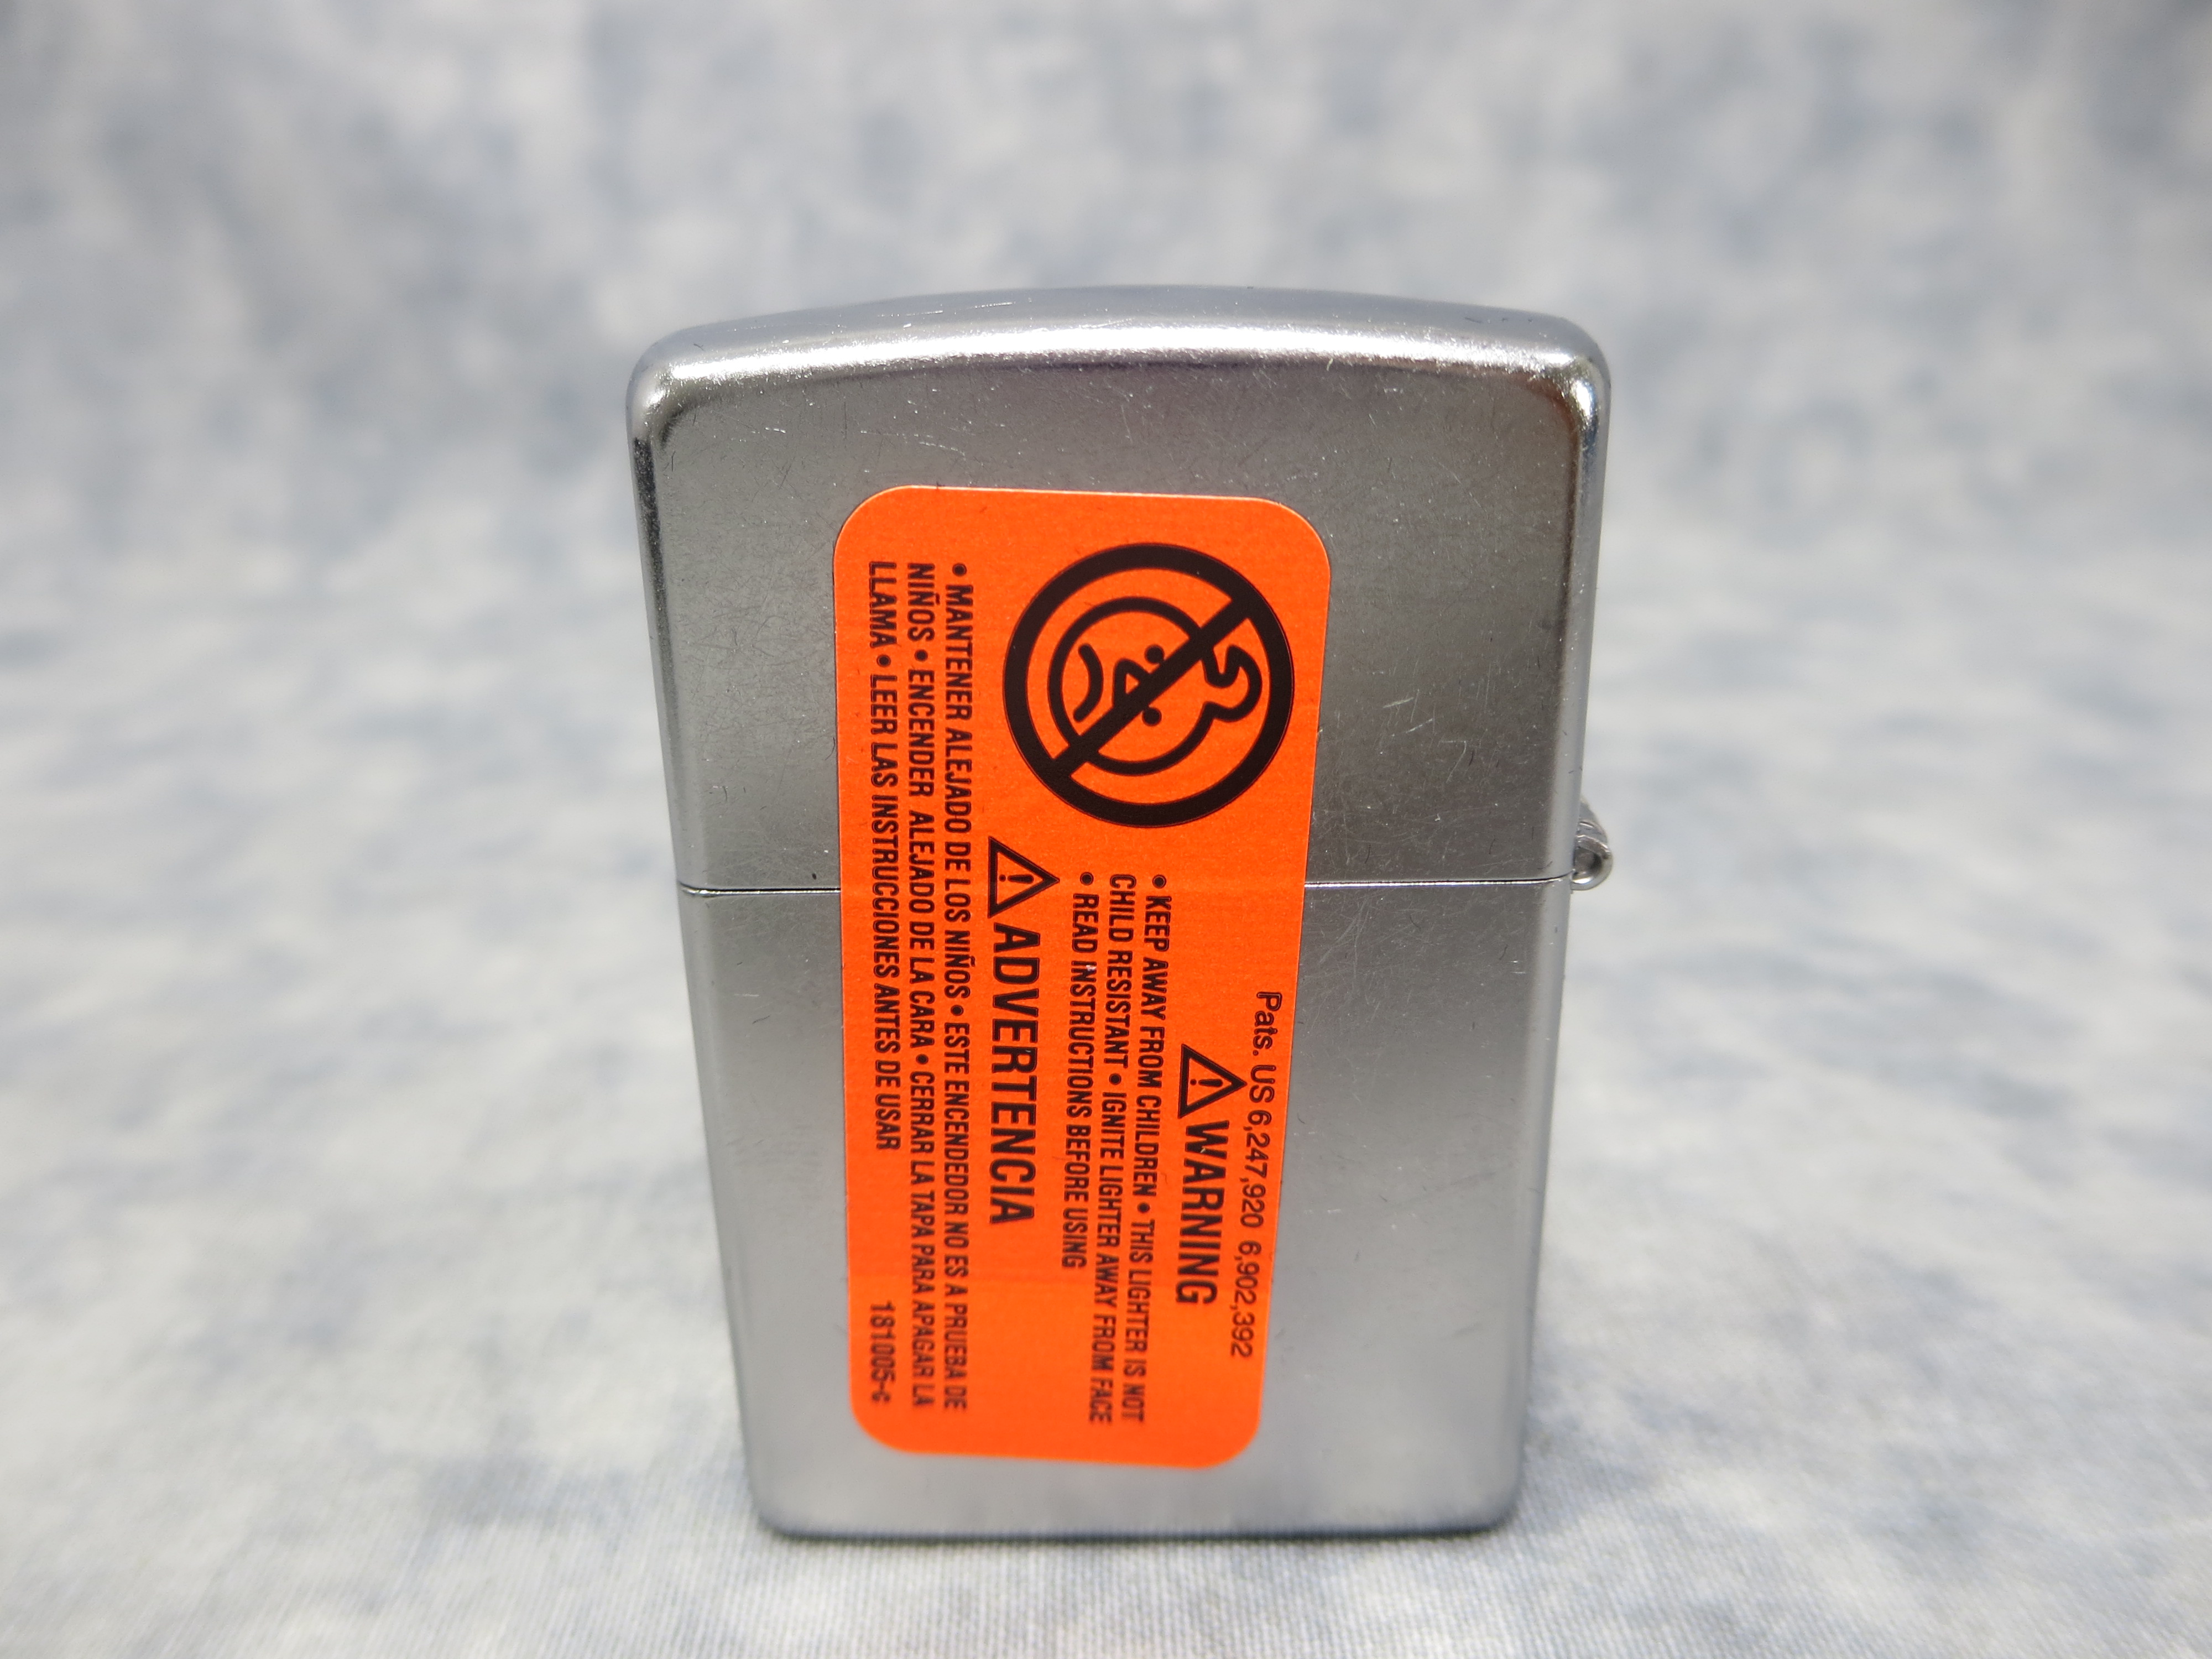 Pats. US 6,247,920 6,902,392
WARNING
• KEEP AWAY FROM CHILDREN • THIS LIGHTER IS NOT
CHILD RESISTANT • IGNITE LIGHTER AWAY FROM FACE
• READ INSTRUCTIONS BEFORE USING
ADVERTENCIA
• MANTENER ALEJADO DE LOS NIÑOS • ESTE ENCENDEDOR NO ES A PRUEBA DE
NIÑOS • ENCENDER ALEJADO DE LA CARA • CERRAR LA TAPA PARA APAGAR LA
LLAMA • LEER LAS INSTRUCCIONES ANTES DE USAR
181005-c